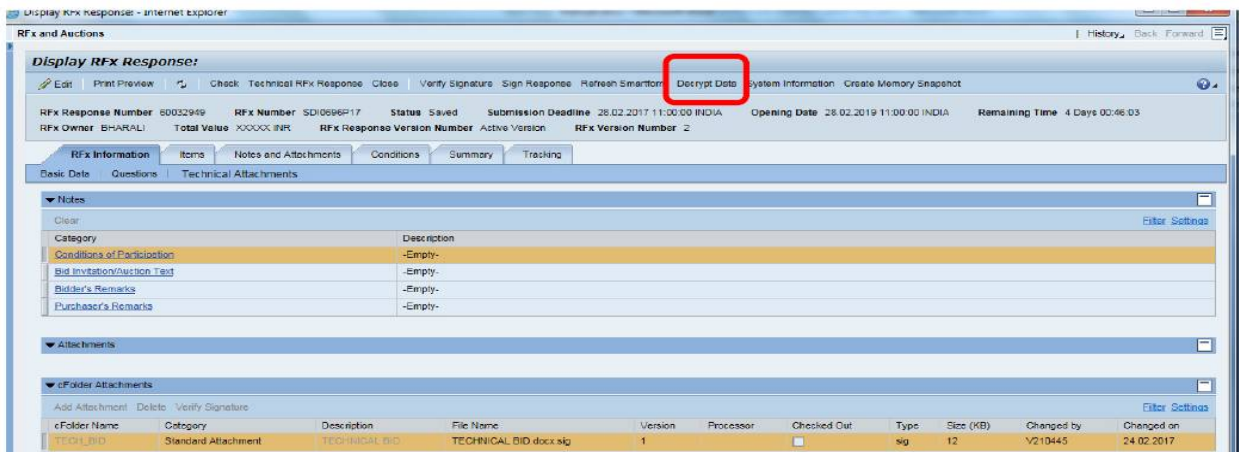 Display RFx Response: - Internet Explorer
RFx and Auctions
History Back Forward
Display RFx Response:
Edit Print Preview Check Technical RFx Response Close Verify Signature Sign Response Refresh Smartform Decrypt Data System Information Create Memory Snapshot
RFx Response Number 60032949 RFx Number SDI0696P17 Status Saved Submission Deadline 28.02.2017 11:00:00 INDIA Opening Date 28.02.2019 11:00:00 INDIA Remaining Time 4 Days 00:46:03
RFx Owner BHARALI Total Value XXXXX INR RFx Response Version Number Active Version RFx Version Number 2
RFx Information Items Notes and Attachments Conditions Summary Tracking
Basic Data Questions Technical Attachments
Notes
Clear Filter Settings
Category Description
Conditions of Participation -Empty-
Bid Invitation/Auction Text -Empty-
Bidder's Remarks -Empty-
Purchaser's Remarks -Empty-
Attachments
cFolder Attachments
Add Attachment Delete Verify Signature Filter Settings
cFolder Name Category Description File Name Version Processor Checked Out Type Size (KB) Changed by Changed on
TECH_BID Standard Attachment TECHNICAL BID TECHNICAL BID.docx.sig 1 sig 12 V210445 24.02.2017